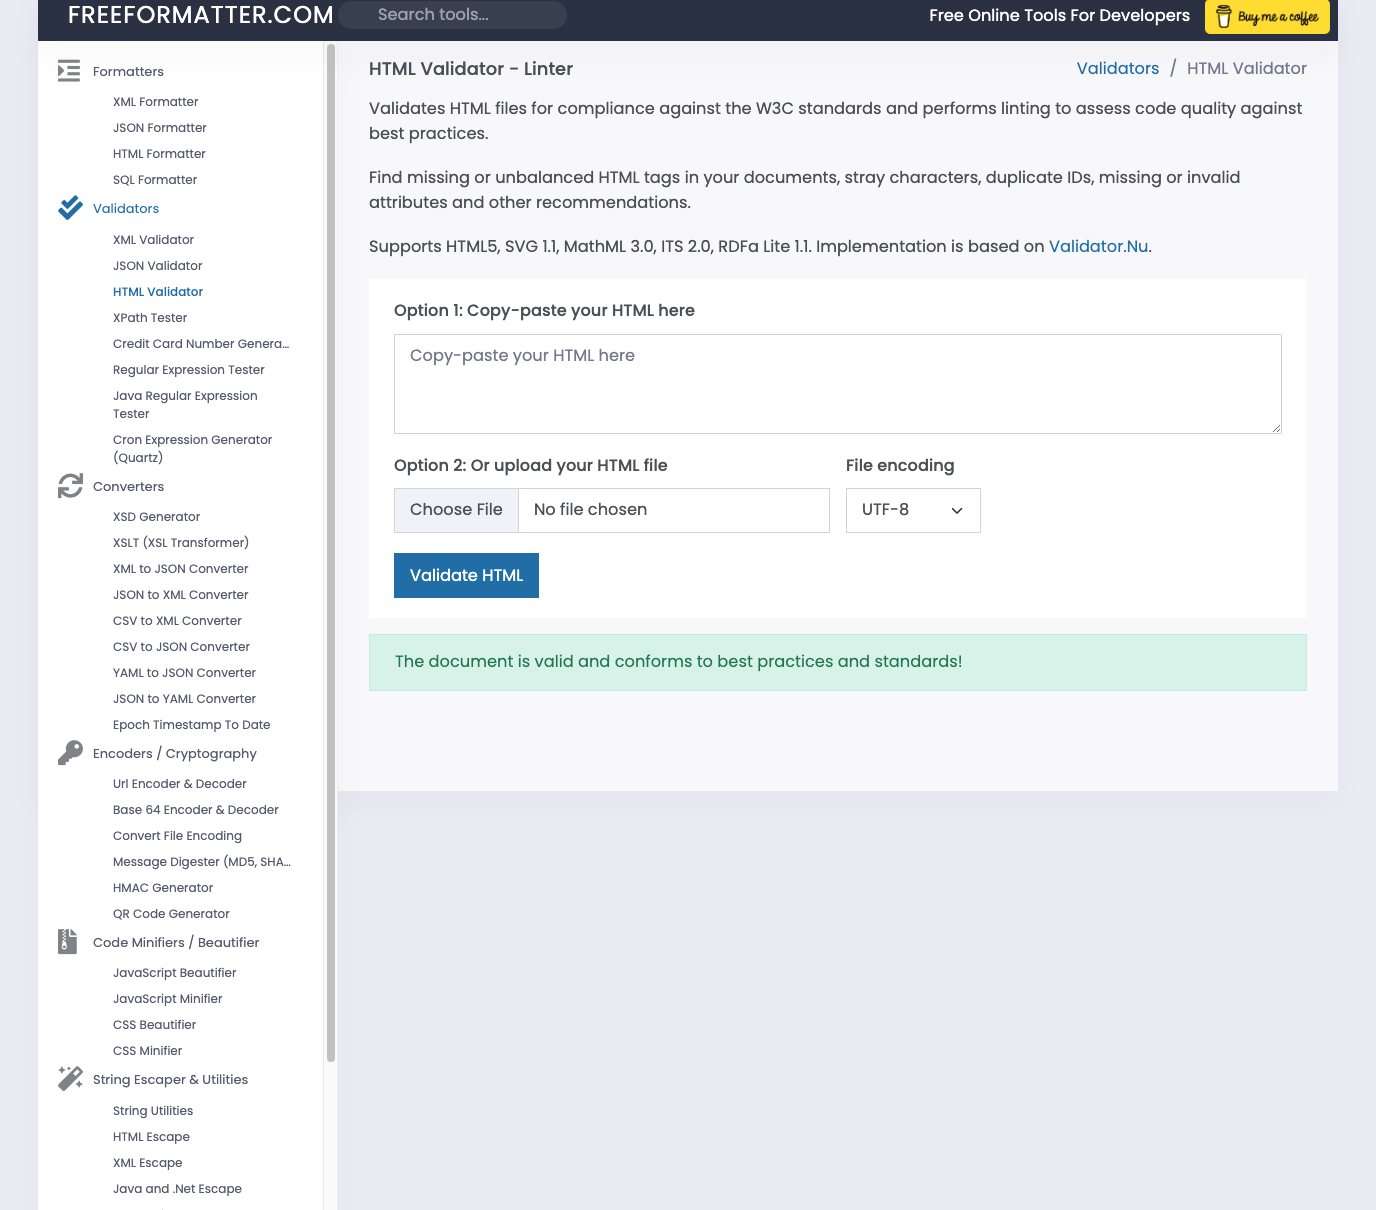 FREEFORMATTER.COM
Search tools...
Free Online Tools For Developers
Buy me a coffee
Formatters
XML Formatter
JSON Formatter
HTML Formatter
SQL Formatter
Validators
XML Validator
JSON Validator
HTML Validator
XPath Tester
Credit Card Number Genera...
Regular Expression Tester
Java Regular Expression
Tester
Cron Expression Generator
(Quartz)
Converters
XSD Generator
XSLT (XSL Transformer)
XML to JSON Converter
JSON to XML Converter
CSV to XML Converter
CSV to JSON Converter
YAML to JSON Converter
JSON to YAML Converter
Epoch Timestamp To Date
Encoders / Cryptography
Url Encoder & Decoder
Base 64 Encoder & Decoder
Convert File Encoding
Message Digester (MD5, SHA...
HMAC Generator
QR Code Generator
Code Minifiers / Beautifier
JavaScript Beautifier
JavaScript Minifier
CSS Beautifier
CSS Minifier
String Escaper & Utilities
String Utilities
HTML Escape
XML Escape
Java and .Net Escape
HTML Validator - Linter
Validators / HTML Validator
Validates HTML files for compliance against the W3C standards and performs linting to assess code quality against
best practices.
Find missing or unbalanced HTML tags in your documents, stray characters, duplicate IDs, missing or invalid
attributes and other recommendations.
Supports HTML5, SVG 1.1, MathML 3.0, ITS 2.0, RDFa Lite 1.1. Implementation is based on Validator.Nu.
Option 1: Copy-paste your HTML here
Copy-paste your HTML here
Option 2: Or upload your HTML file
File encoding
Choose File
No file chosen
UTF-8
Validate HTML
The document is valid and conforms to best practices and standards!